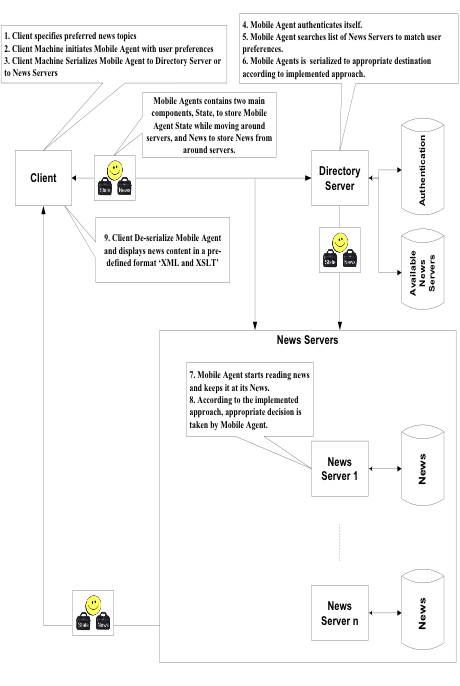 1. Client specifies preferred news topics
2. Client Machine initiates Mobile Agent with user preferences
3. Client Machine Serializes Mobile Agent to Directory Server or
to News Servers
4. Mobile Agent authenticates itself.
5. Mobile Agent searches list of News Servers to match user
preferences.
6. Mobile Agents is serialized to appropriate destination
according to implemented approach.
Mobile Agents contains two main
components, State, to store Mobile
Agent State while moving around
servers, and News to store News from
around servers.
Client
State News
Directory
Server
Authentication
9. Client De-serialize Mobile Agent
and displays news content in a pre-
defined format ‘XML and XSLT’
State News
Available
News
Servers
News Servers
7. Mobile Agent starts reading news
and keeps it at its News.
8. According to the implemented
approach, appropriate decision is
taken by Mobile Agent.
News
Server 1
News
State News
News
Server n
News